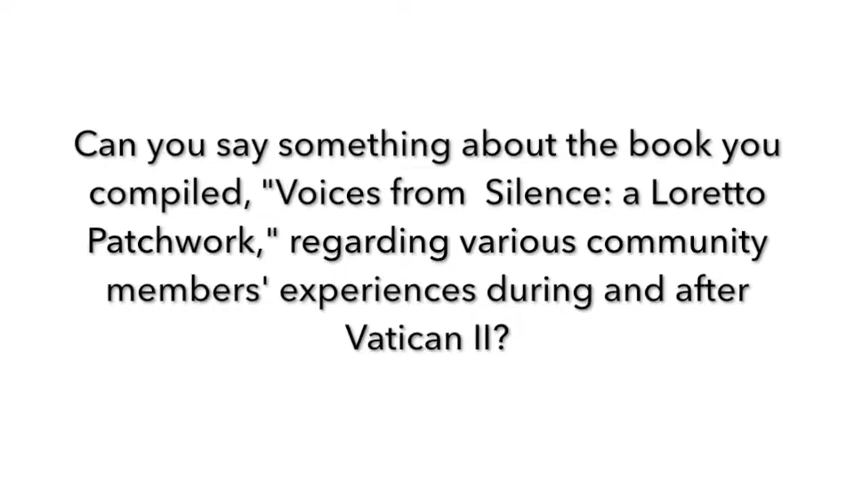 Can you say something about the book you
compiled, "Voices from  Silence: a Loretto
Patchwork," regarding various community
members' experiences during and after
Vatican II?